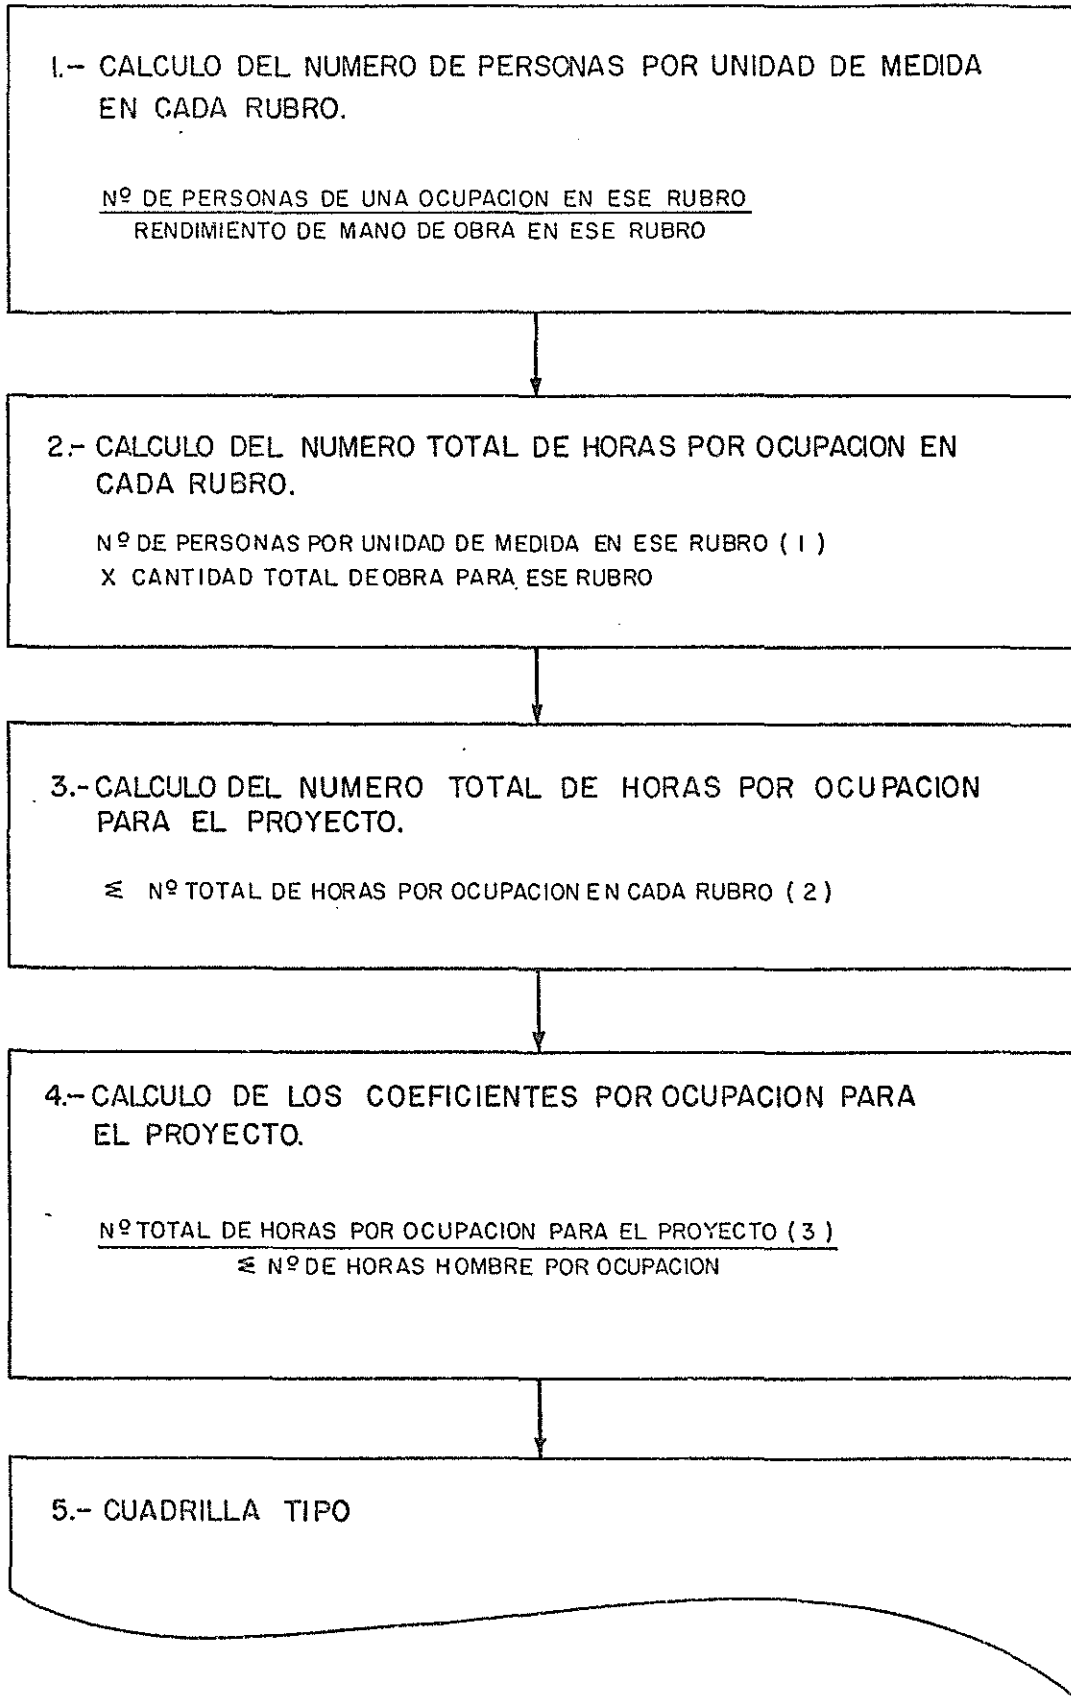 1.- CALCULO DEL NUMERO DE PERSONAS POR UNIDAD DE MEDIDA
EN CADA RUBRO.
Nº DE PERSONAS DE UNA OCUPACION EN ESE RUBRO
RENDIMIENTO DE MANO DE OBRA EN ESE RUBRO
2.- CALCULO DEL NUMERO TOTAL DE HORAS POR OCUPACION EN
CADA RUBRO.
Nº DE PERSONAS POR UNIDAD DE MEDIDA EN ESE RUBRO (1)
X CANTIDAD TOTAL DE OBRA PARA ESE RUBRO
3.- CALCULO DEL NUMERO TOTAL DE HORAS POR OCUPACION
PARA EL PROYECTO.
≤ Nº TOTAL DE HORAS POR OCUPACION EN CADA RUBRO (2)
4.- CALCULO DE LOS COEFICIENTES POR OCUPACION PARA
EL PROYECTO.
Nº TOTAL DE HORAS POR OCUPACION PARA EL PROYECTO (3)
≤ Nº DE HORAS HOMBRE POR OCUPACION
5.- CUADRILLA TIPO